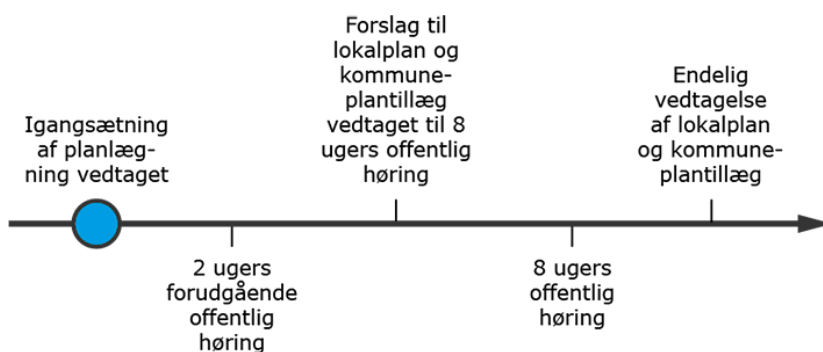 Igangsætning
af planlæg-
ning vedtaget
2 ugers
forudgående
offentlig
høring
Forslag til
lokalplan og
kommune-
plantillæg
vedtaget til 8
ugers offentlig
høring
8 ugers
offentlig
høring
Endelig
vedtagelse
af lokalplan
og kommune-
plantillæg